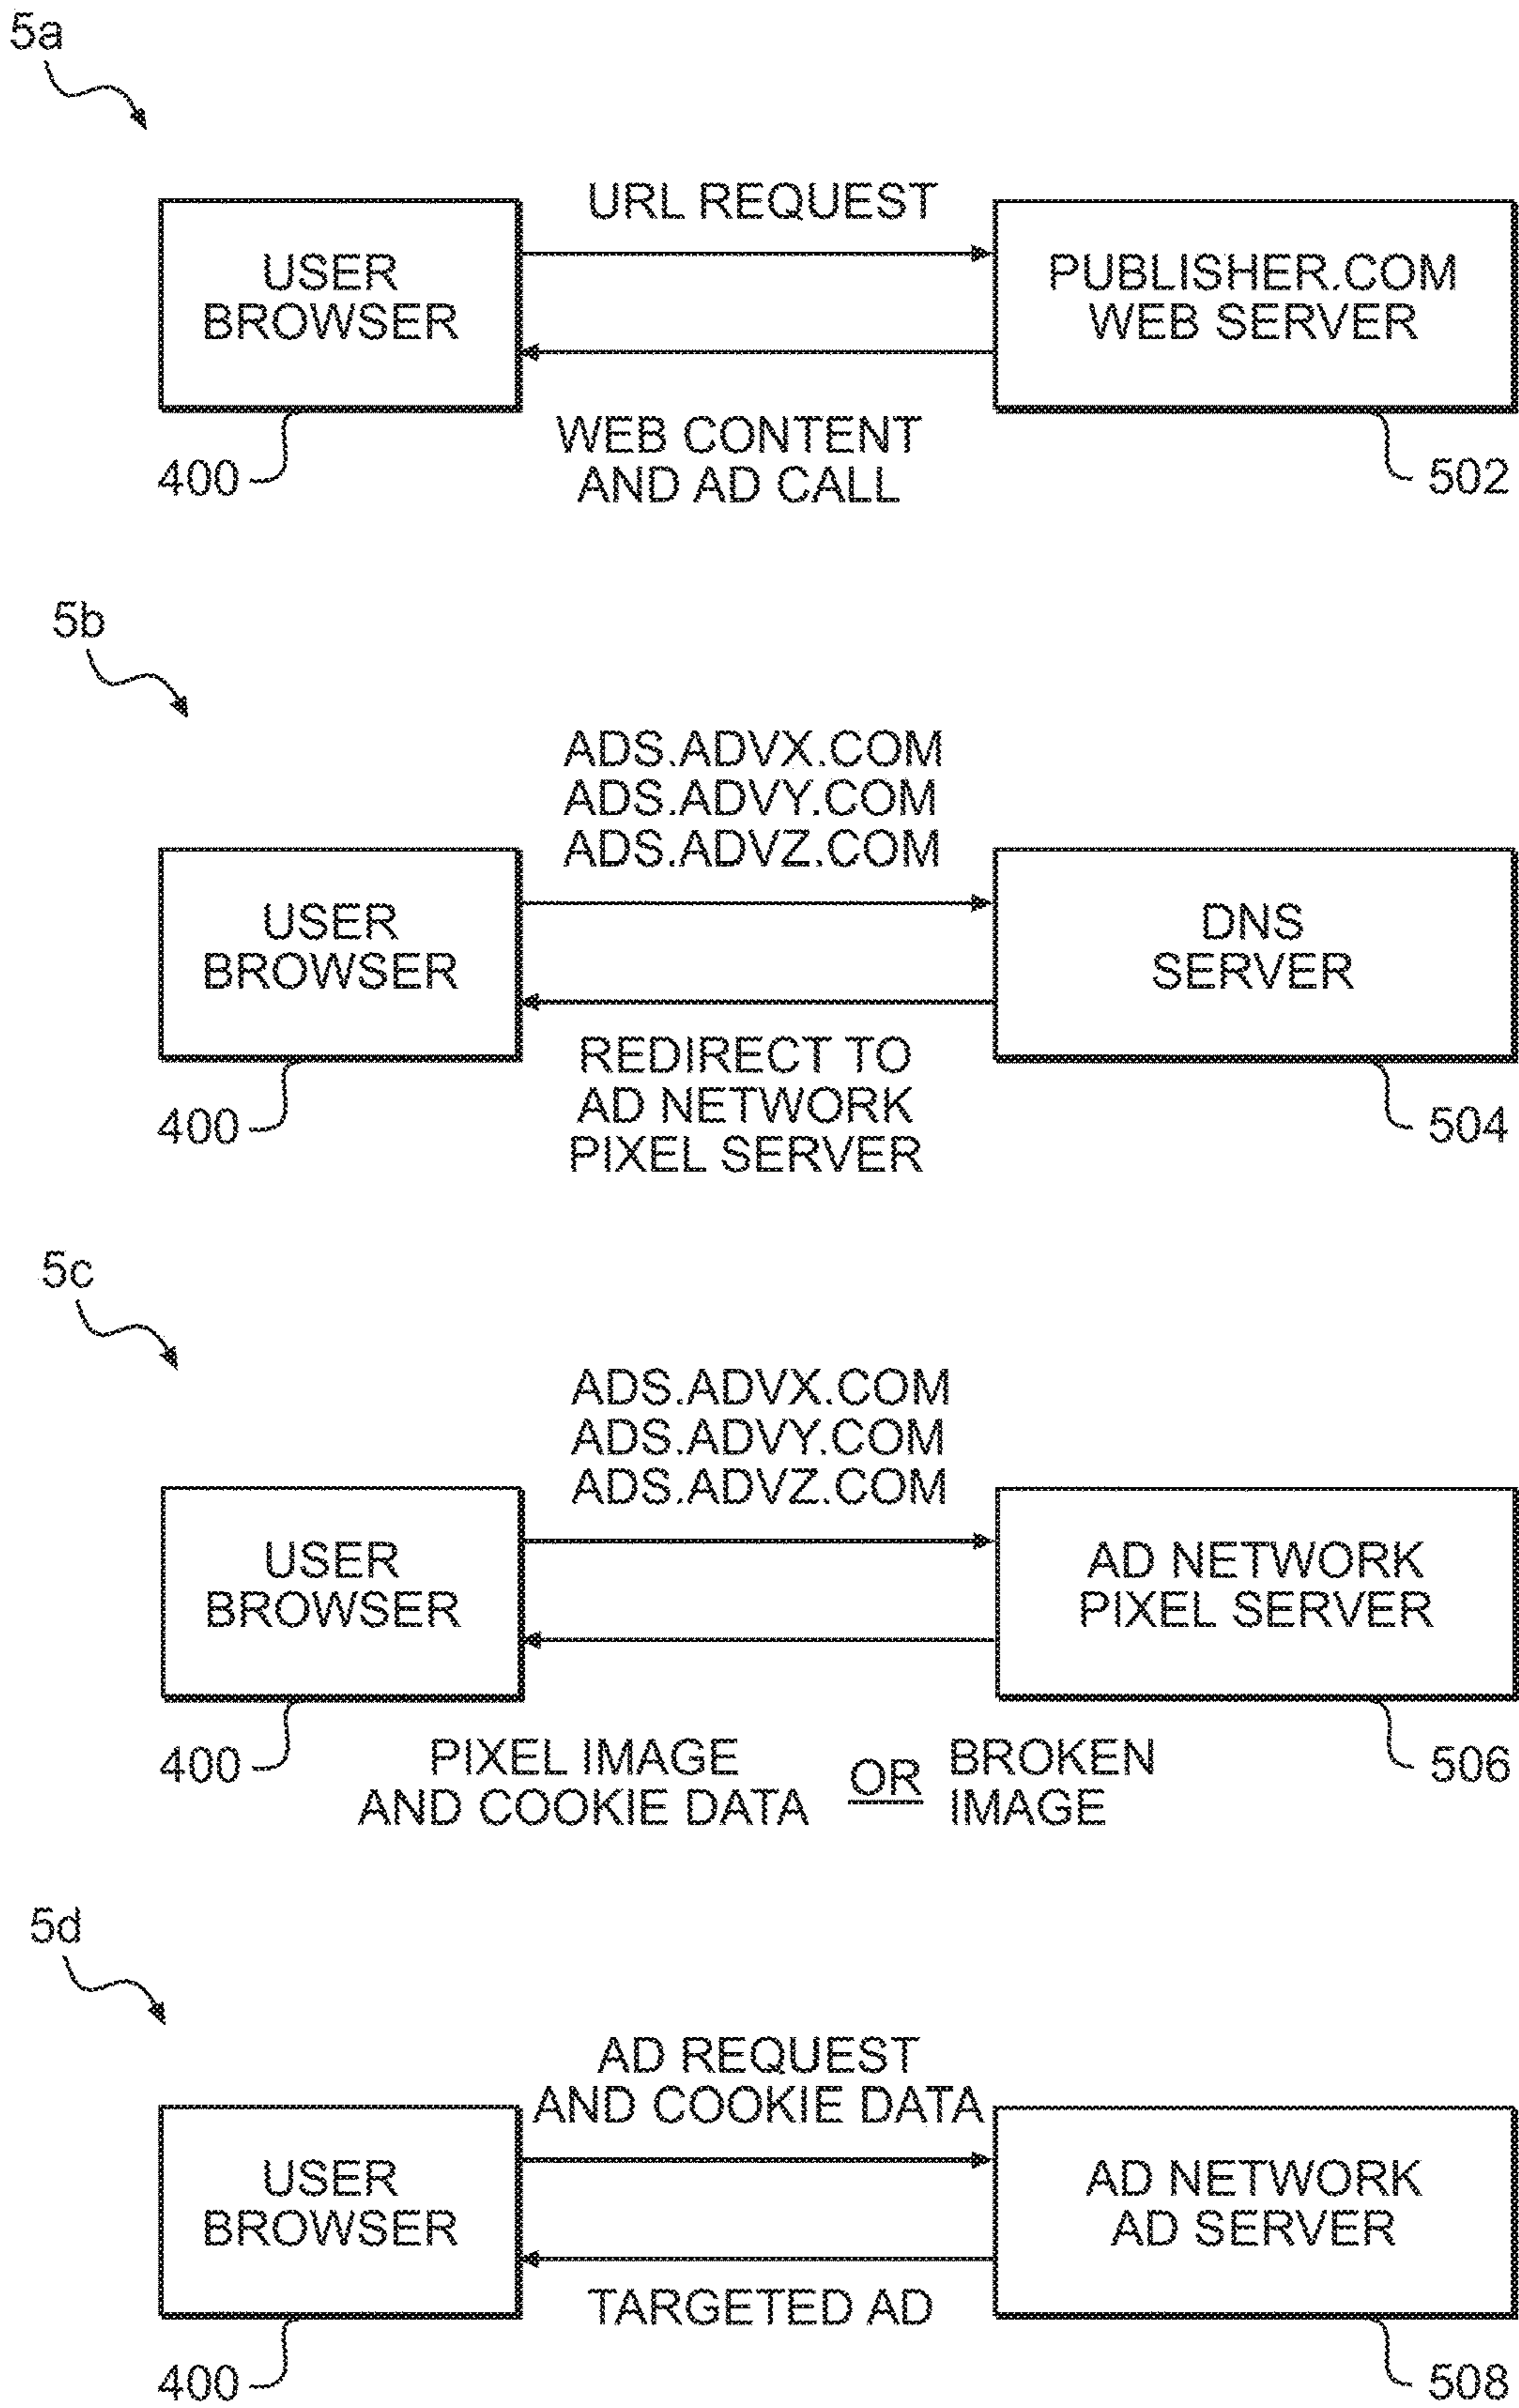 5a
URL REQUEST
USER
BROWSER
PUBLISHER.COM
WEB SERVER
WEB CONTENT
AND AD CALL
400
502
5b
ADS.ADVX.COM
ADS.ADVY.COM
ADS.ADVZ.COM
USER
BROWSER
DNS
SERVER
REDIRECT TO
AD NETWORK
PIXEL SERVER
400
504
5c
ADS.ADVX.COM
ADS.ADVY.COM
ADS.ADVZ.COM
USER
BROWSER
AD NETWORK
PIXEL SERVER
400
PIXEL IMAGE
AND COOKIE DATA
OR
BROKEN
IMAGE
506
5d
AD REQUEST
AND COOKIE DATA
USER
BROWSER
AD NETWORK
AD SERVER
TARGETED AD
400
508